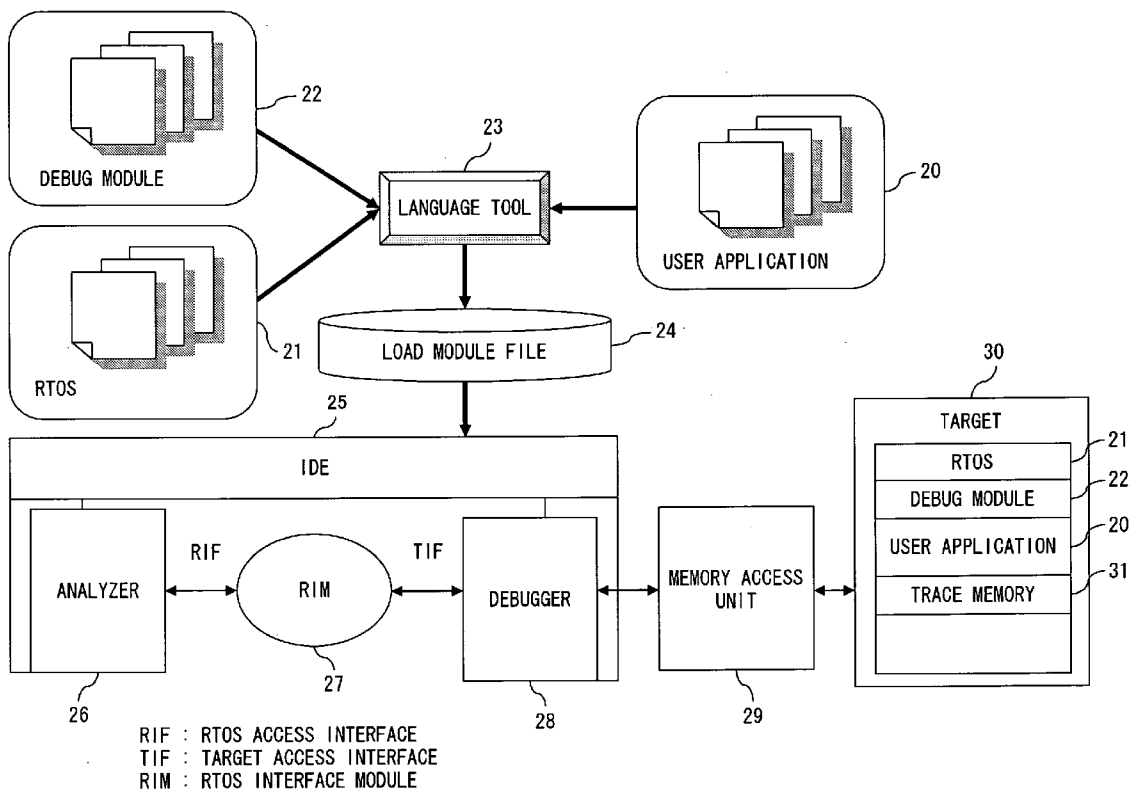 22
DEBUG MODULE
23
LANGUAGE TOOL
20
USER APPLICATION
21
RTOS
24
LOAD MODULE FILE
25
IDE
RIF
TIF
ANALYZER
RIM
DEBUGGER
26
27
28
MEMORY ACCESS
UNIT
29
30
TARGET
RTOS
21
DEBUG MODULE
22
USER APPLICATION
20
TRACE MEMORY
31
RIF : RTOS ACCESS INTERFACE
TIF : TARGET ACCESS INTERFACE
RIM : RTOS INTERFACE MODULE